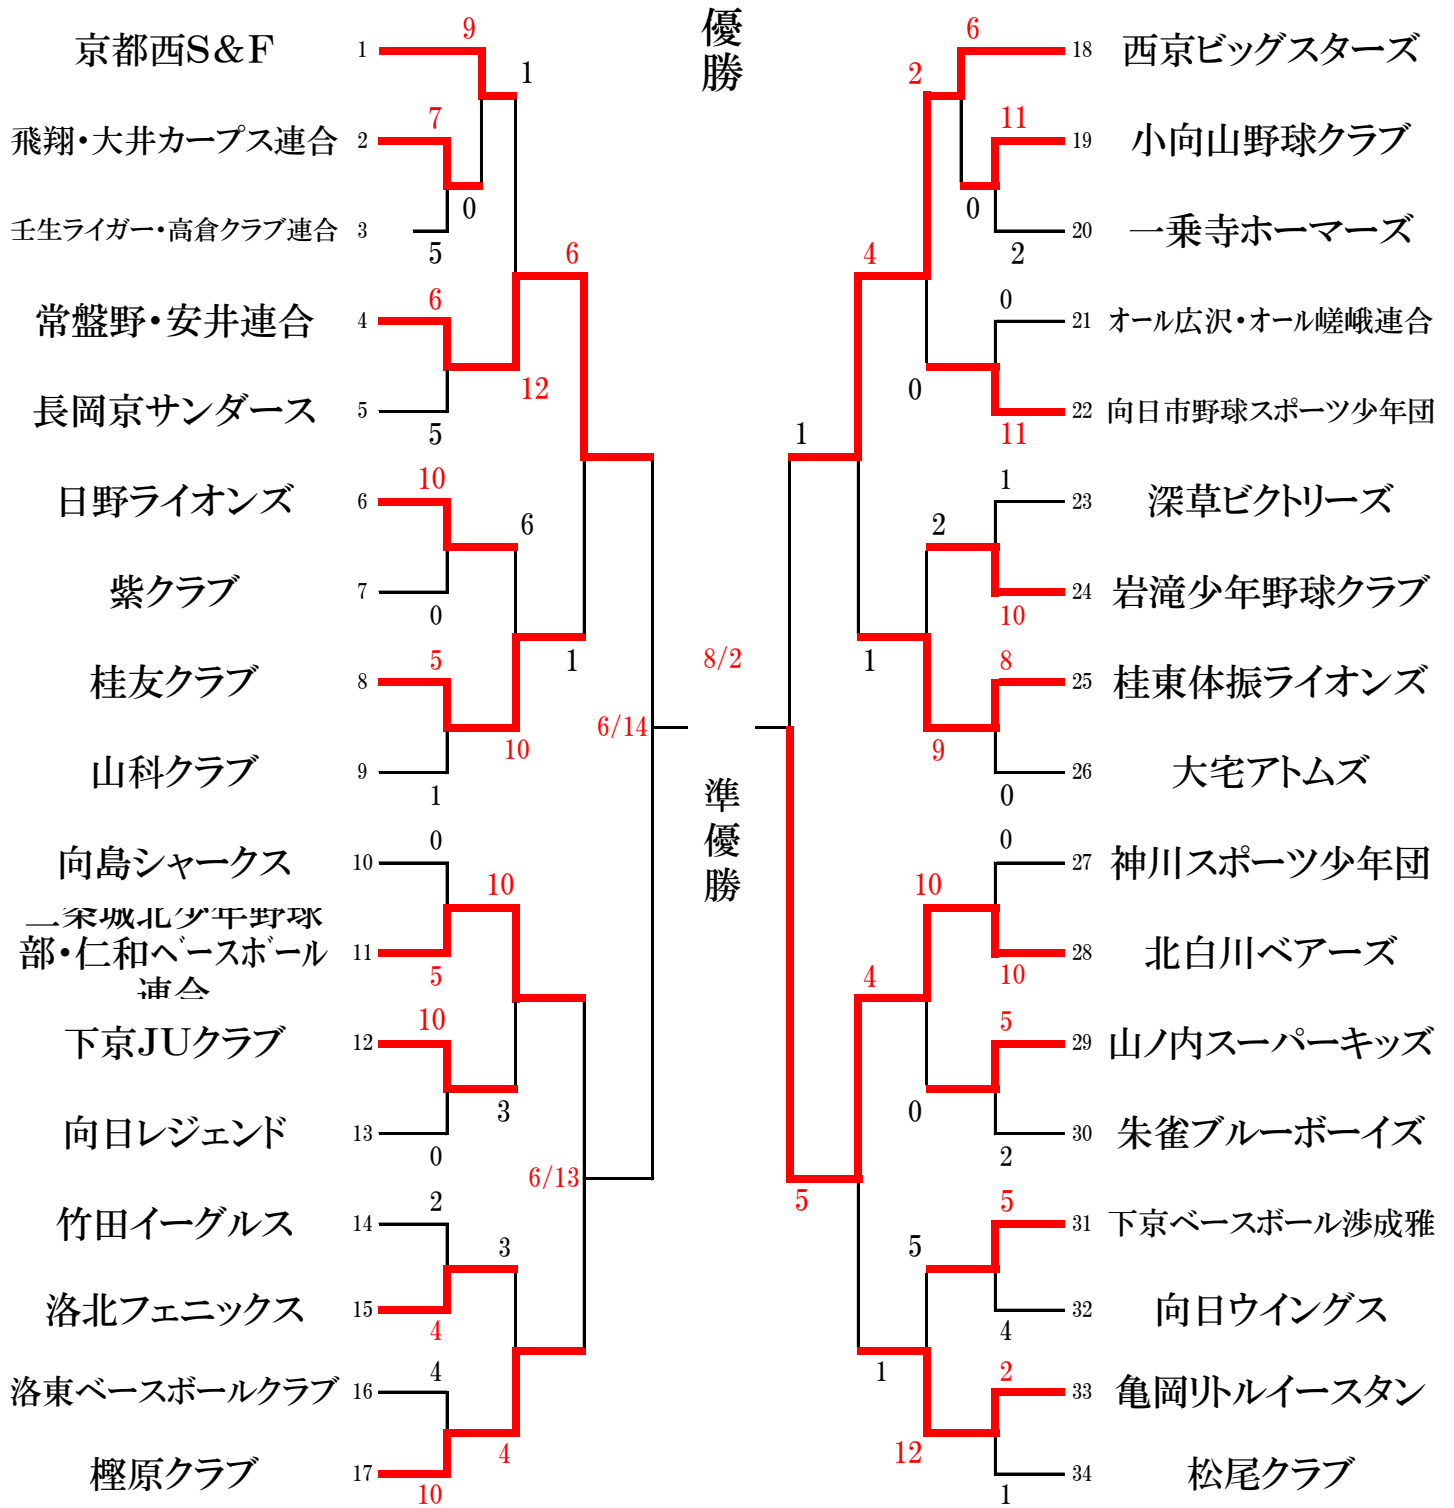 優勝
京都西S&F 1 9
1
飛翔・大井カープス連合 2 7
0
壬生ライガー・高倉クラブ連合 3 5
6
常盤野・安井連合 4 6
12
長岡京サンダース 5 5
日野ライオンズ 6 10
6
紫クラブ 7 0
1
桂友クラブ 8 5
10
山科クラブ 9 1
6/14
向島シャークス 10 0
10
二条城北少年野球
部・仁和ベースボール 11 5
連合
下京JUクラブ 12 10
3
向日レジェンド 13 0
6/13
竹田イーグルス 14 2
3
洛北フェニックス 15 4
洛東ベースボールクラブ 16 4
4
樫原クラブ 17 10
8/2
準優勝
6 18 西京ビッグスターズ
2
11 19 小向山野球クラブ
0
2 20 一乗寺ホーマーズ
4
0 21 オール広沢・オール嵯峨連合
0
11 22 向日市野球スポーツ少年団
1
1 23 深草ビクトリーズ
2
10 24 岩滝少年野球クラブ
1
8 25 桂東体振ライオンズ
9
0 26 大宅アトムズ
0 27 神川スポーツ少年団
10
10 28 北白川ベアーズ
4
5 29 山ノ内スーパーキッズ
0
2 30 朱雀ブルーボーイズ
5
5 31 下京ベースボール渉成雅
5
4 32 向日ウイングス
1
2 33 亀岡リトルイースタン
12
1 34 松尾クラブ